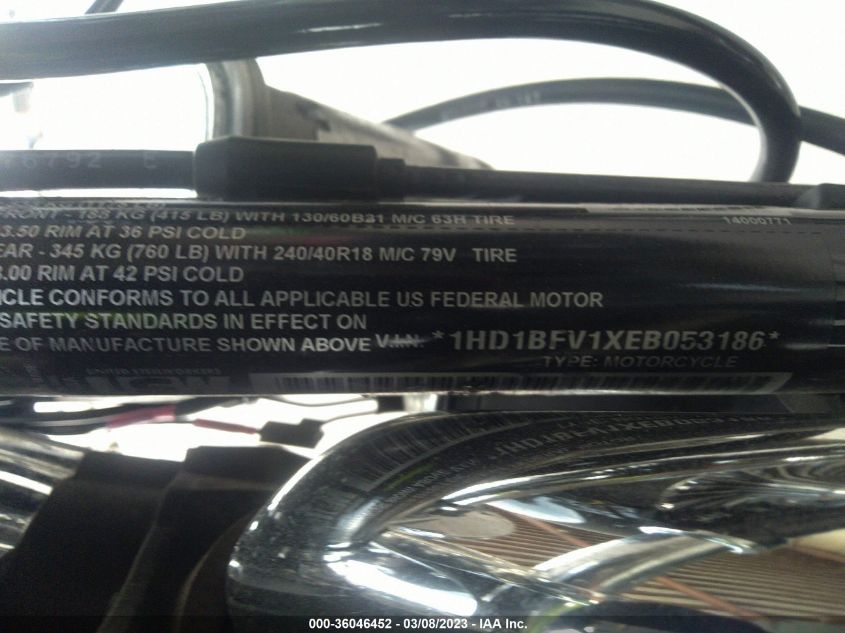 FRONT - 188 KG (415 LB) WITH 130/60B21 M/C 63H TIRE
14000771
3.50 RIM AT 36 PSI COLD
EAR - 345 KG (760 LB) WITH 240/40R18 M/C 79V TIRE
8.00 RIM AT 42 PSI COLD
ICLE CONFORMS TO ALL APPLICABLE US FEDERAL MOTOR
SAFETY STANDARDS IN EFFECT ON
E OF MANUFACTURE SHOWN ABOVE V.I.N. *1HD1BFV1XEB053186*
TYPE: MOTORCYCLE
UNITED STEELWORKERS
000-36046452 - 03/08/2023 - IAA Inc.